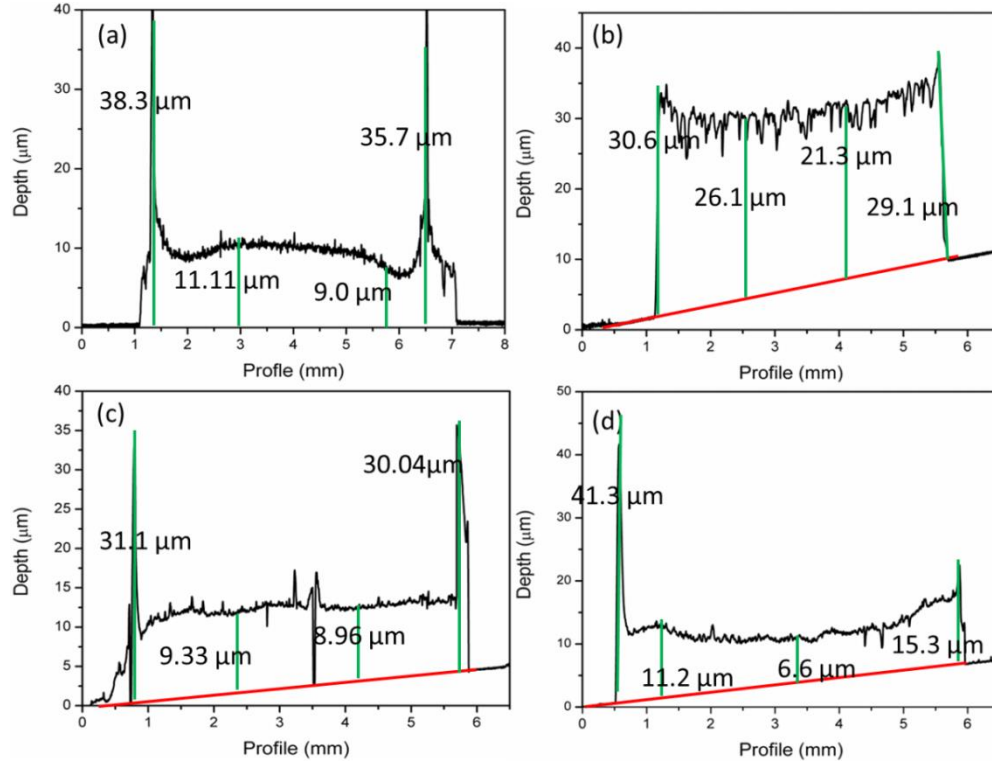 (a)
40
30
20
10
0
Depth (µm)
38.3 µm
35.7 µm
11.11 µm
9.0 µm
0 1 2 3 4 5 6 7 8
Profle (mm)
(b)
40
30
20
10
0
Depth (µm)
30.6 µm
26.1 µm
21.3 µm
29.1 µm
0 1 2 3 4 5 6
Profile (mm)
(c)
40
35
30
25
20
15
10
5
0
Depth (µm)
31.1 µm
30.04µm
9.33 µm
8.96 µm
0 1 2 3 4 5 6
Profile (mm)
(d)
50
40
30
20
10
0
Depth (µm)
41.3 µm
11.2 µm
6.6 µm
15.3 µm
0 1 2 3 4 5 6
Profile (mm)